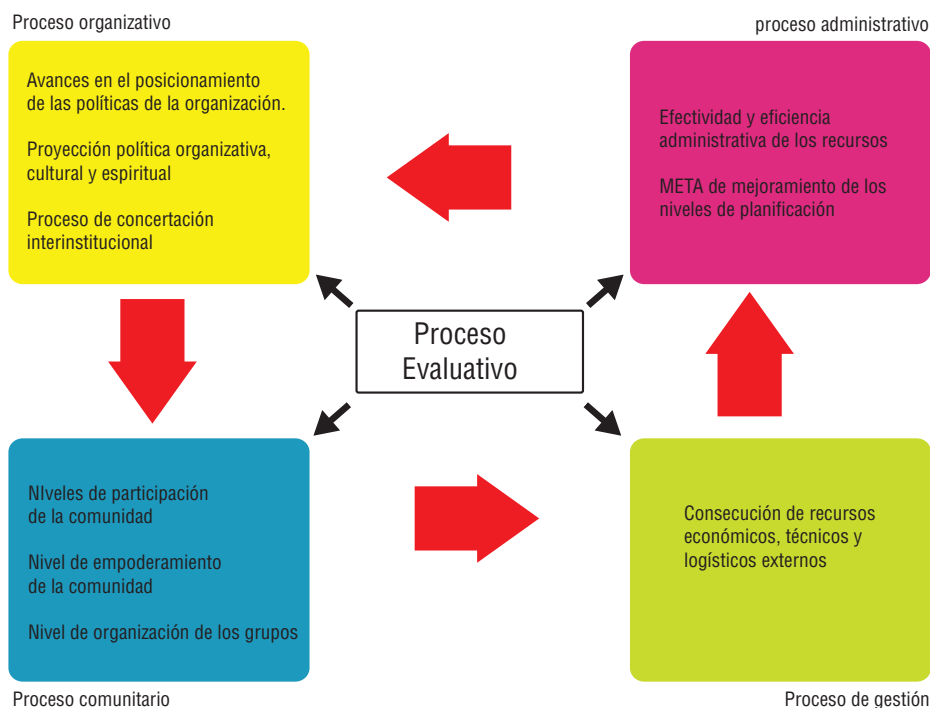 Proceso organizativo
Avances en el posicionamiento
de las políticas de la organización.
Proyección política organizativa,
cultural y espiritual
Proceso de concertación
interinstitucional
proceso administrativo
Efectividad y eficiencia
administrativa de los recursos
META de mejoramiento de los
niveles de planificación
Proceso
Evaluativo
NIveles de participación
de la comunidad
Nivel de empoderamiento
de la comunidad
Nivel de organización de los grupos
Proceso comunitario
Consecución de recursos
económicos, técnicos y
logísticos externos
Proceso de gestión